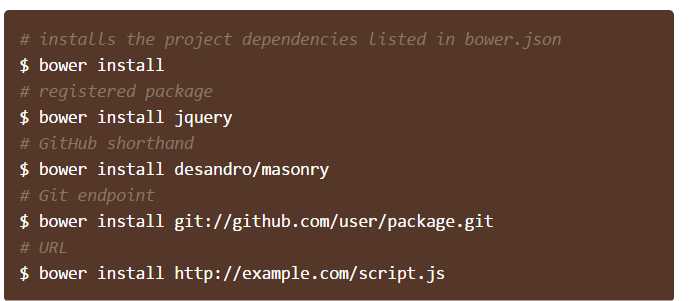 # installs the project dependencies listed in bower.json
$ bower install
# registered package
$ bower install jquery
# GitHub shorthand
$ bower install desandro/masonry
# Git endpoint
$ bower install git://github.com/user/package.git
# URL
$ bower install http://example.com/script.js